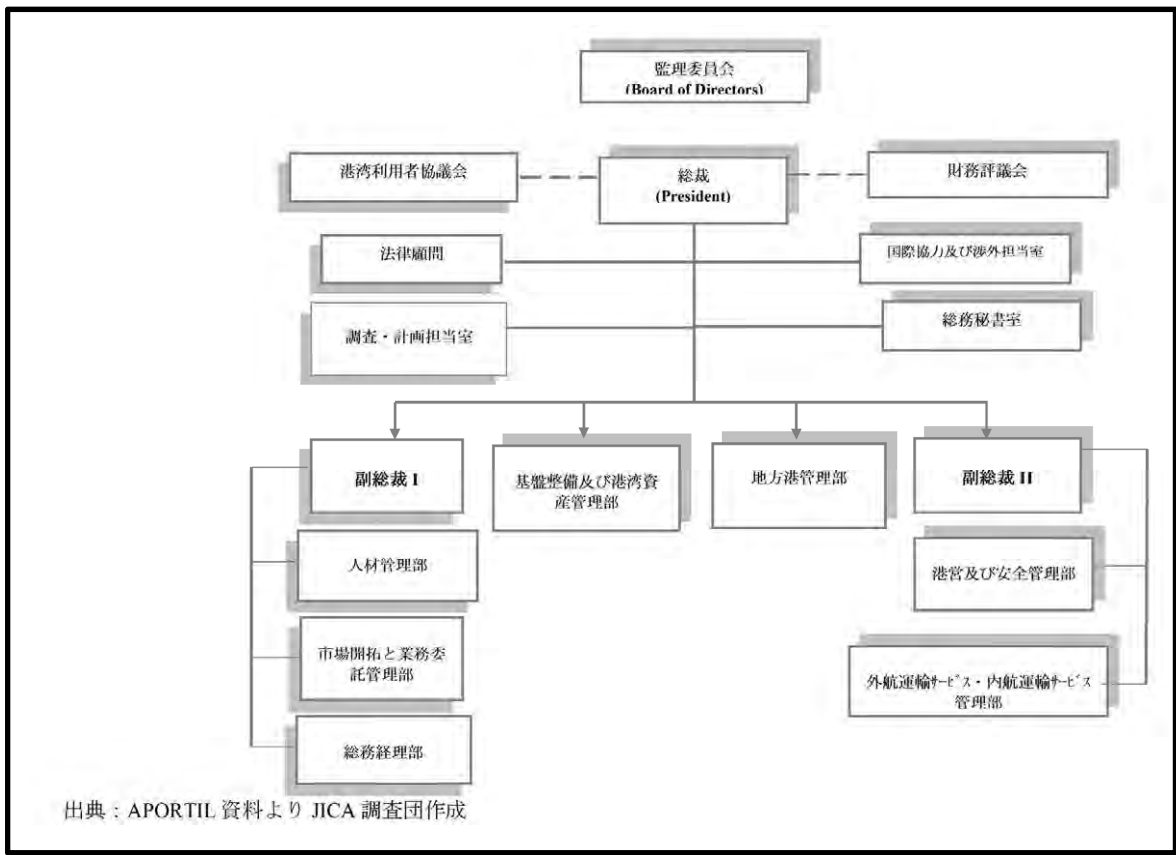 監理委員会
(Board of Directors)
港湾利用者協議会
総裁
(President)
財務評議会
法律顧問
国際協力及び渉外担当室
調査・計画担当室
総務秘書室
副総裁 I
基盤整備及び港湾資
産管理部
地方港管理部
副総裁 II
人材管理部
港営及び安全管理部
市場開拓と業務委
託管理部
外航運輸ｻｰﾋﾞｽ・内航運輸ｻｰﾋﾞｽ
管理部
総務経理部
出典：APORTIL 資料より JICA 調査団作成